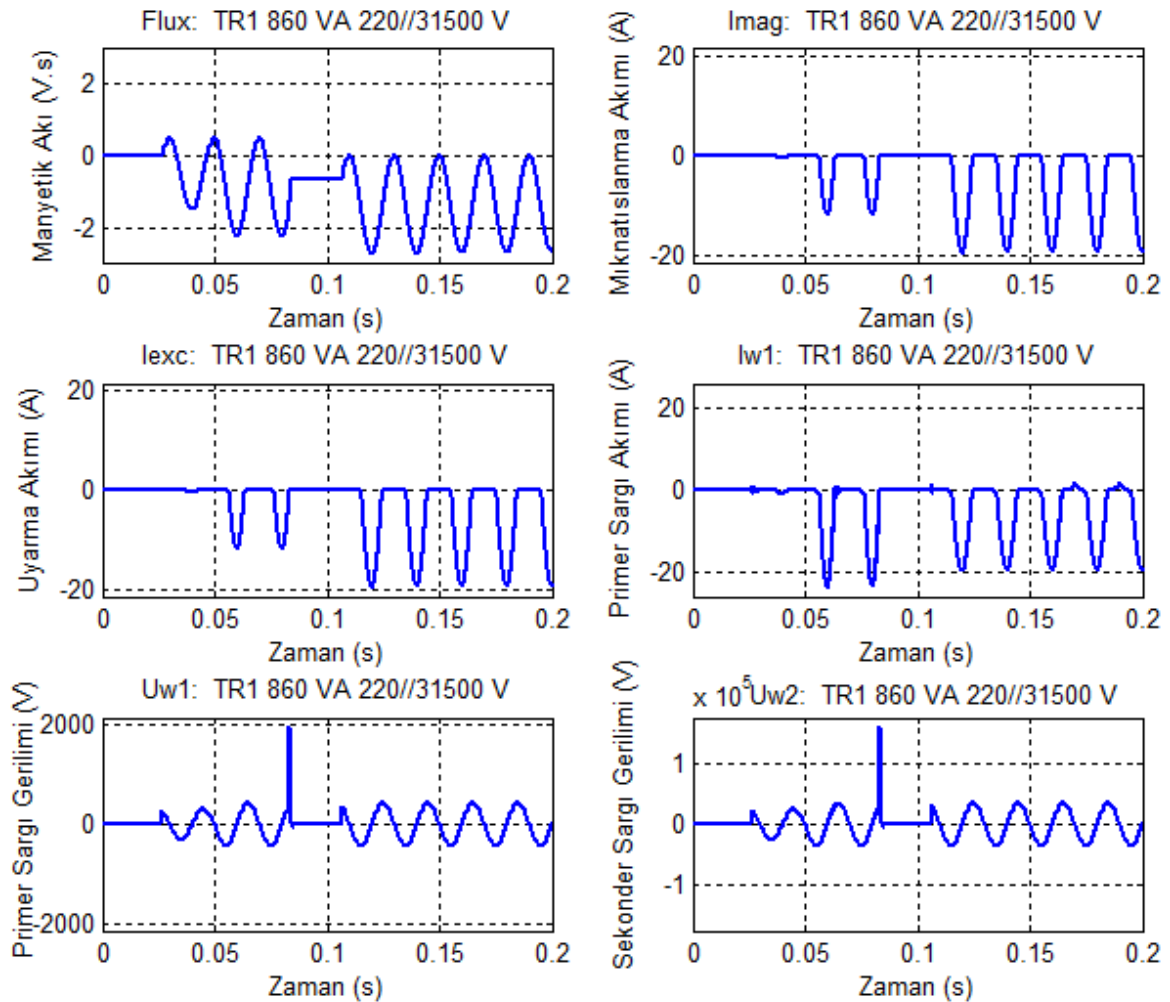 Flux: TR1 860 VA 220//31500 V
Manyetik Akı (V.s)
2
0
-2
0
0.05
0.1
0.15
0.2
Zaman (s)
Imag: TR1 860 VA 220//31500 V
Mıknatıslanma Akımı (A)
20
0
-20
0
0.05
0.1
0.15
0.2
Zaman (s)
Iexc: TR1 860 VA 220//31500 V
Uyarma Akımı (A)
20
0
-20
0
0.05
0.1
0.15
0.2
Zaman (s)
Iw1: TR1 860 VA 220//31500 V
Primer Sargı Akımı (A)
20
0
-20
0
0.05
0.1
0.15
0.2
Zaman (s)
Uw1: TR1 860 VA 220//31500 V
Primer Sargı Gerilimi (V)
2000
0
-2000
0
0.05
0.1
0.15
0.2
Zaman (s)
x 10^5 Uw2: TR1 860 VA 220//31500 V
Sekonder Sargı Gerilimi (V)
1
0
-1
0
0.05
0.1
0.15
0.2
Zaman (s)